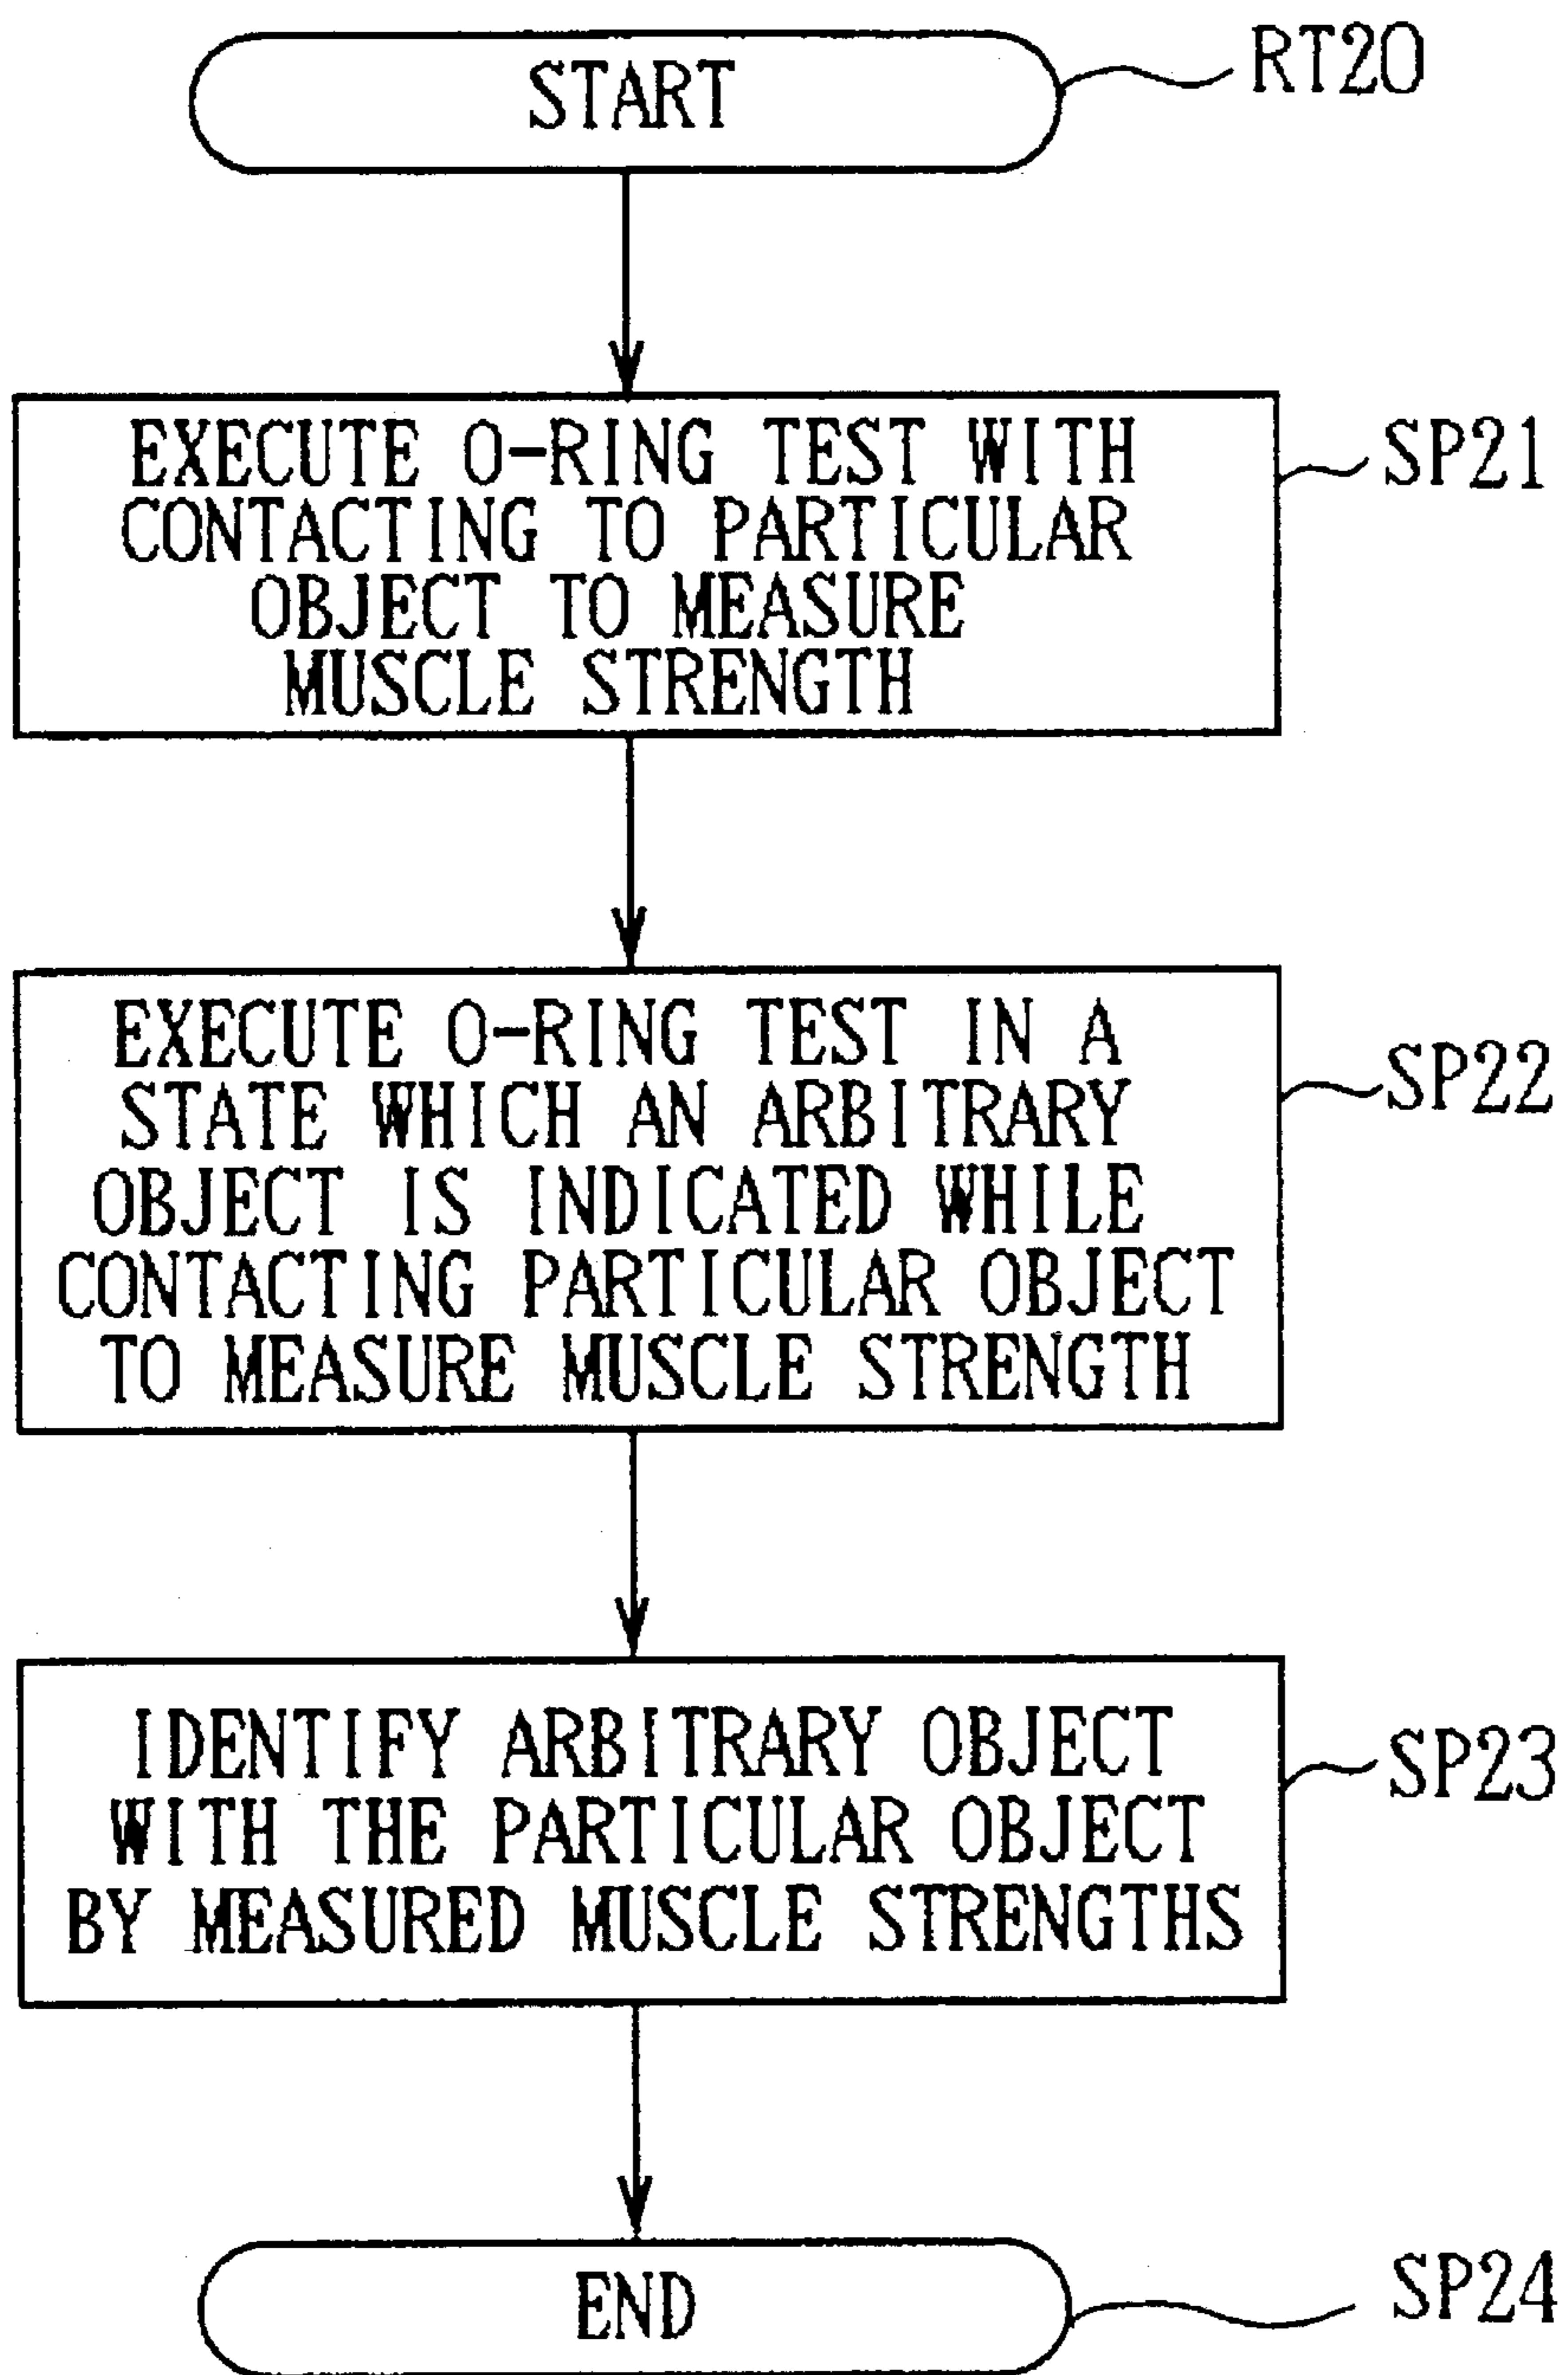 START
RT20
EXECUTE O-RING TEST WITH
CONTACTING TO PARTICULAR
OBJECT TO MEASURE
MUSCLE STRENGTH
SP21
EXECUTE O-RING TEST IN A
STATE WHICH AN ARBITRARY
OBJECT IS INDICATED WHILE
CONTACTING PARTICULAR OBJECT
TO MEASURE MUSCLE STRENGTH
SP22
IDENTIFY ARBITRARY OBJECT
WITH THE PARTICULAR OBJECT
BY MEASURED MUSCLE STRENGTHS
SP23
END
SP24